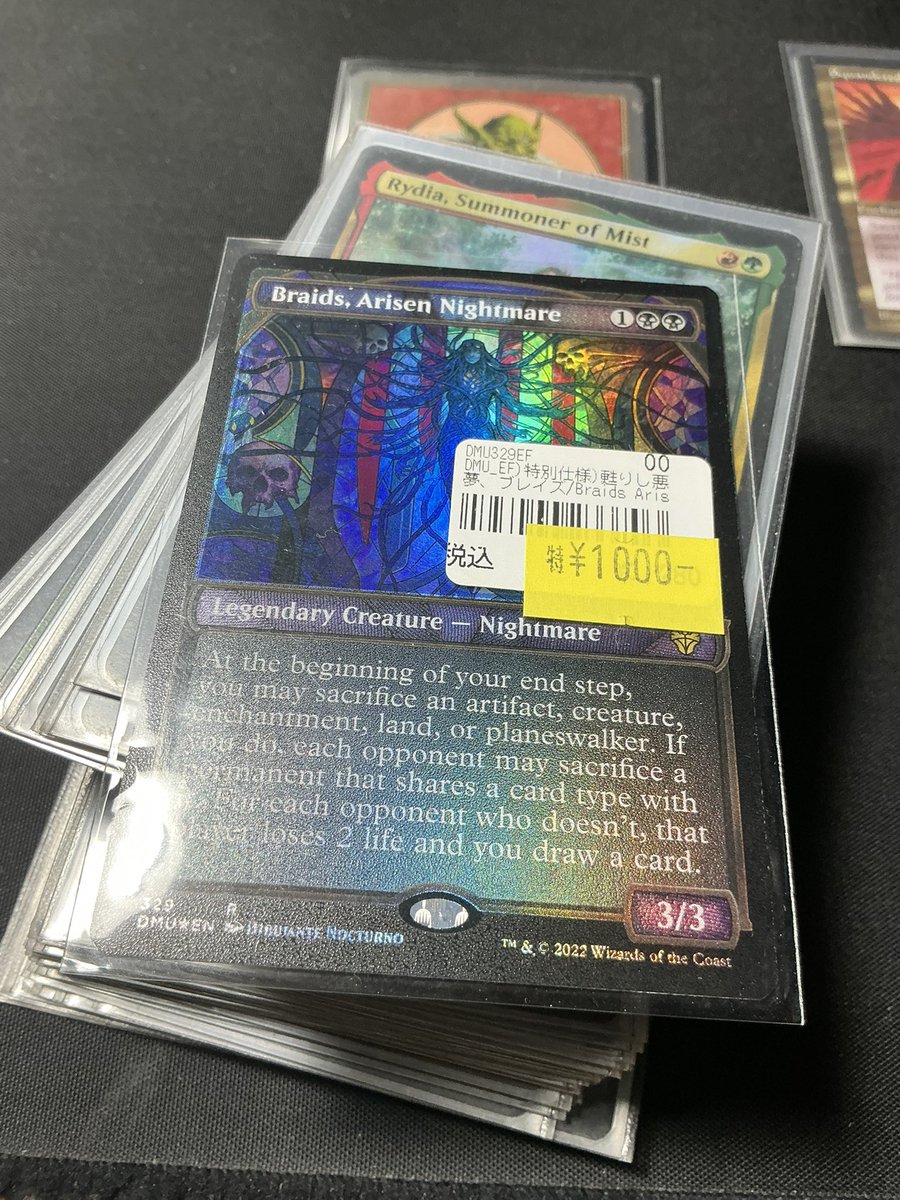 Rydia, Summoner of Mist
Braids, Arisen Nightmare
1
DMU329EF 00
DMU_EF)特別仕様)甦りし悪
夢、ブレイズ/Braids Aris
税込
特¥1000-
Legendary Creature — Nightmare
At the beginning of your end step,
you may sacrifice an artifact, creature,
enchantment, land, or planeswalker. If
you do, each opponent may sacrifice a
permanent that shares a card type with
For each opponent who doesn't, that
player loses 2 life and you draw a card.
3/3
329 R
DMU★EN DIBUJANTE NOCTURNO
™ & © 2022 Wizards of the Coast